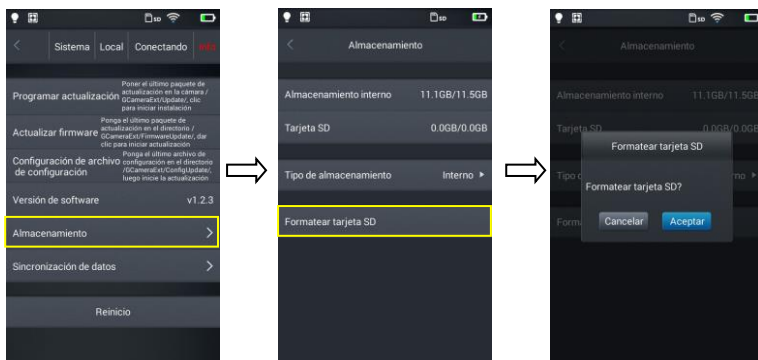 Sistema
Local
Conectando
Programar actualización
Poner el último paquete de
actualización en la cámara /
GCameraExt/Update/, clic
para iniciar instalación
Actualizar firmware
Ponga el último paquete de
actualización en el directorio /
GCameraExt/FirmwareUpdate/, dar
clic para iniciar actualización
Configuración de archivo
de configuración
Ponga el último archivo de
configuración en el directorio
/GCameraExt/ConfigUpdate/,
luego inicie la actualización
Versión de software
v1.2.3
Almacenamiento
Sincronización de datos
Reinicio
SD
Almacenamiento
Almacenamiento interno
11.1GB/11.5GB
Tarjeta SD
0.0GB/0.0GB
Tipo de almacenamiento
Interno
Formatear tarjeta SD
SD
Almacenamiento
Almacenamiento interno
11.1GB/11.5GB
Tarjeta SD
0.0GB/0.0GB
Formatear tarjeta SD
Formatear tarjeta SD?
Cancelar
Aceptar